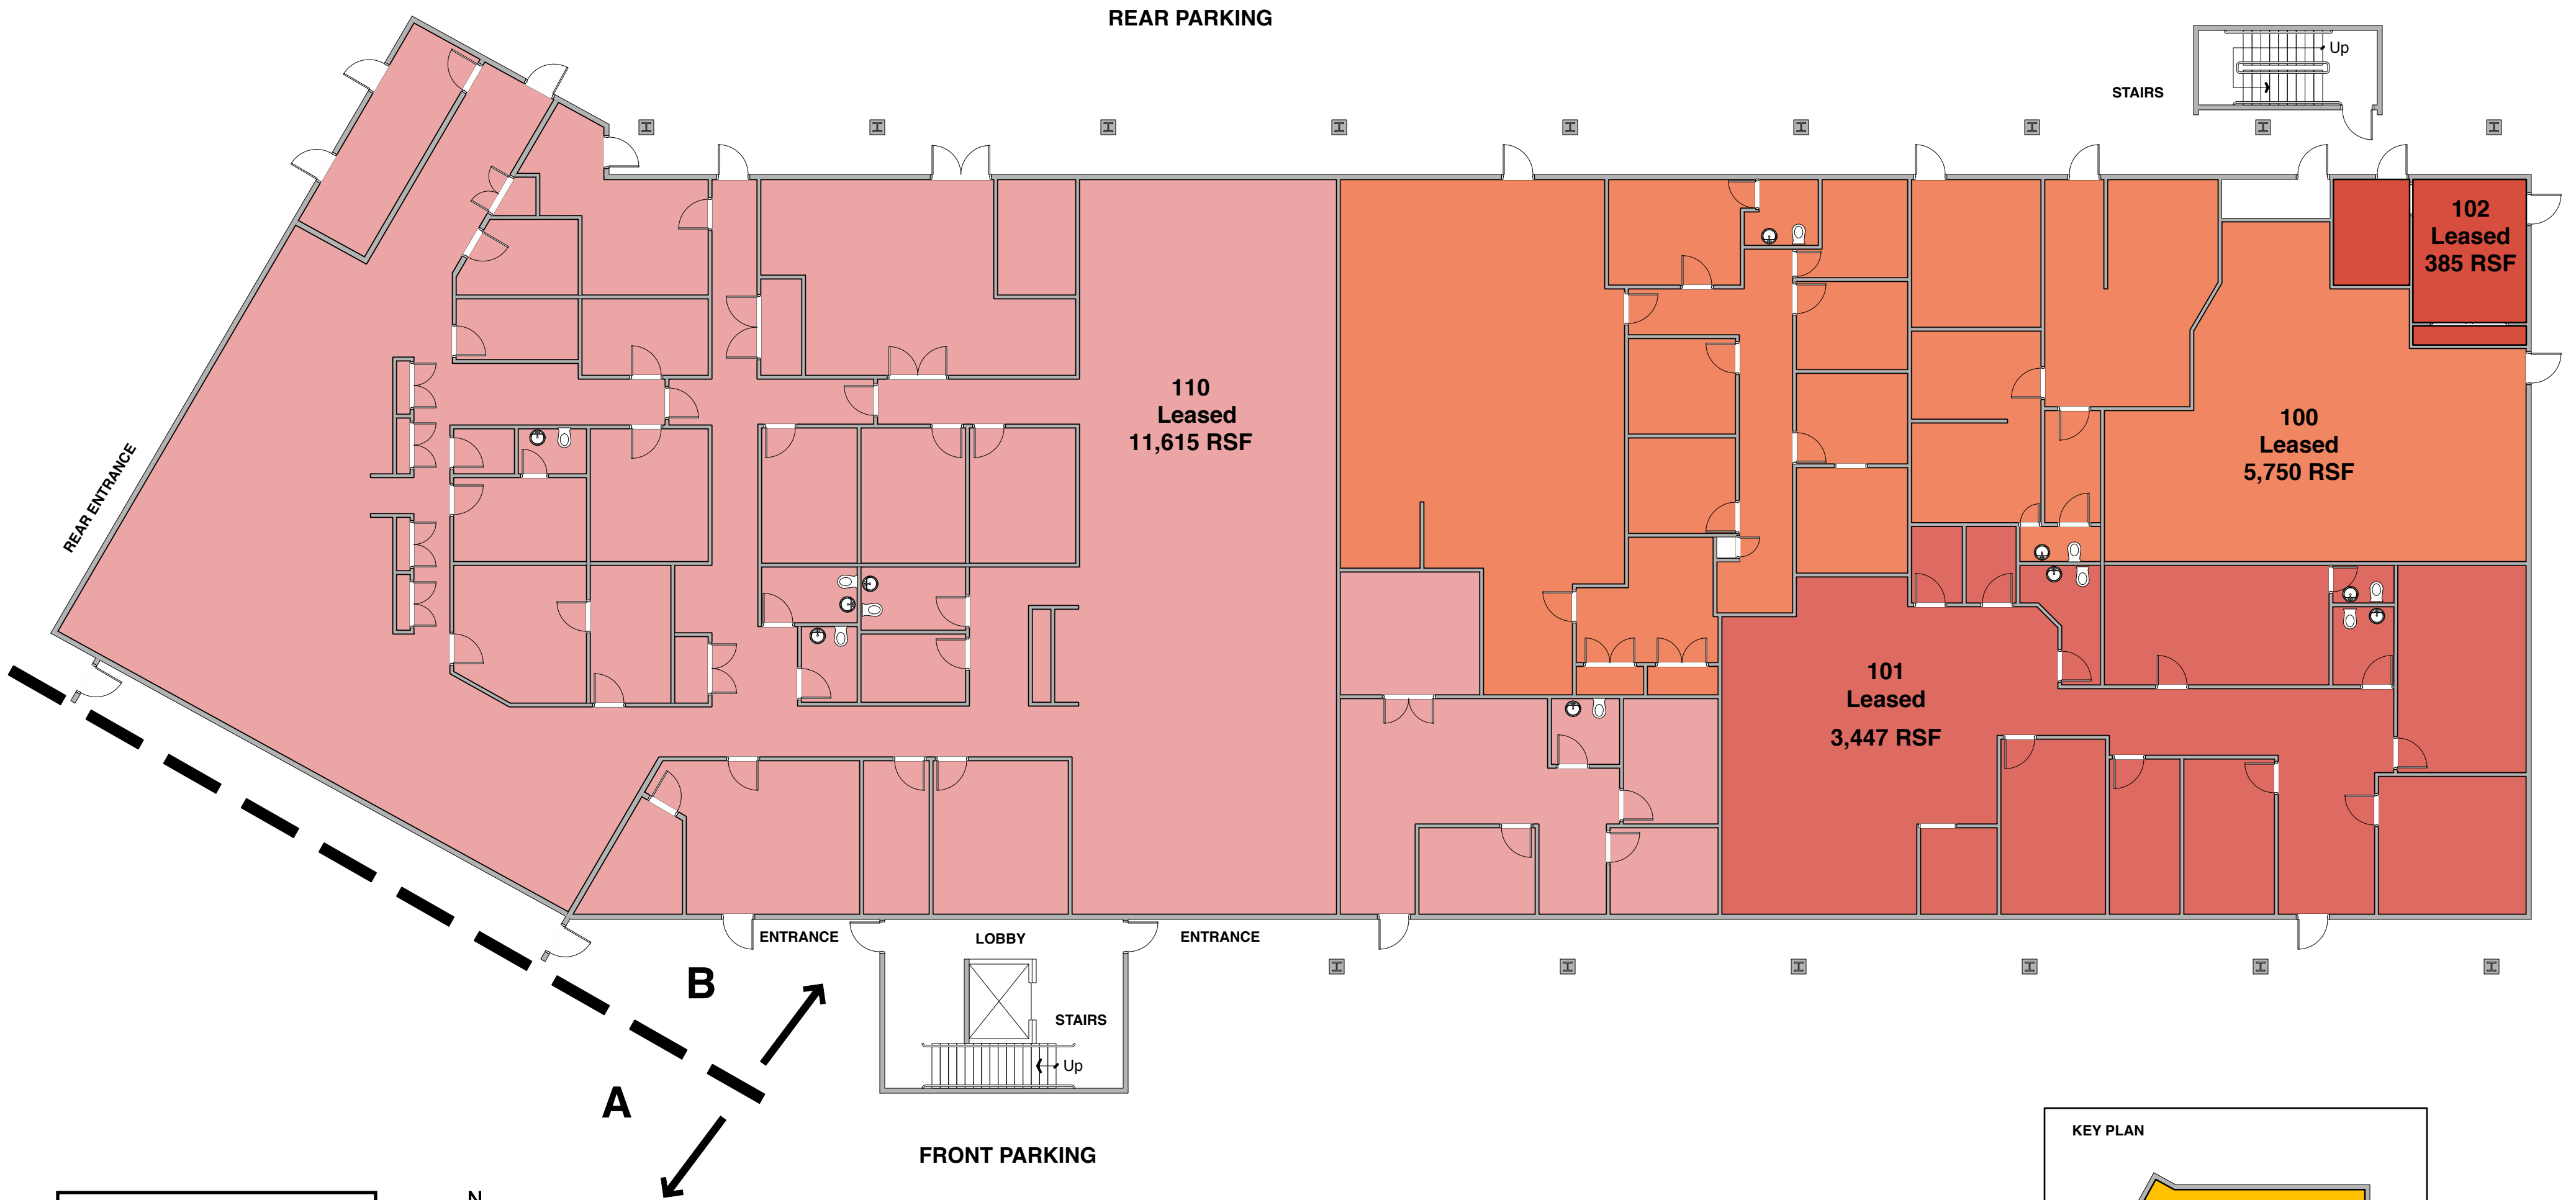 REAR PARKING
Up
STAIRS
102
Leased
385 RSF
110
Leased
11,615 RSF
100
Leased
5,750 RSF
REAR ENTRANCE
101
Leased
3,447 RSF
ENTRANCE
LOBBY
ENTRANCE
B
STAIRS
Up
A
KEY PLAN
FRONT PARKING
N